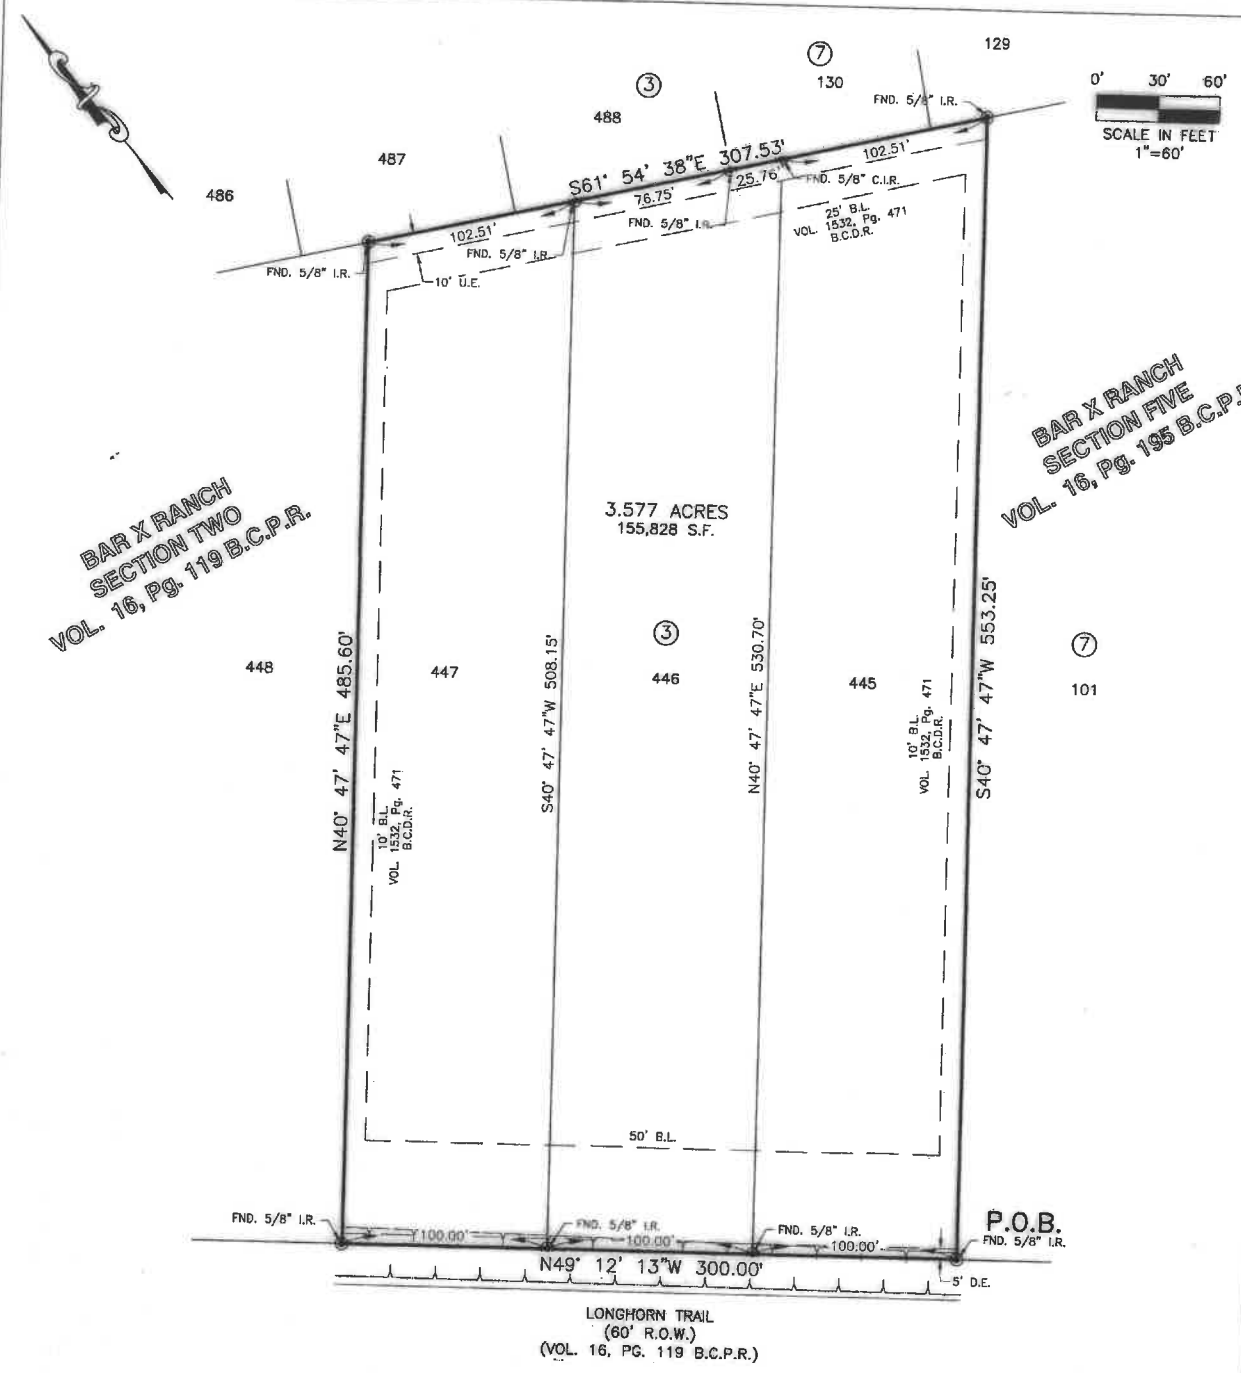 129
7
130
3
488
487
486
0' 30' 60'
SCALE IN FEET
1"=60'
FND. 5/8" I.R.
S61° 54' 38"E 307.53'
102.51'
76.75'
25.76'
102.51'
FND. 5/8" C.I.R.
FND. 5/8" I.R.
FND. 5/8" I.R.
FND. 5/8" I.R.
10' U.E.
25' B.L.
VOL. 1532, Pg. 471
B.C.D.R.
BAR X RANCH
SECTION FIVE
VOL. 16, Pg. 195 B.C.P.
BAR X RANCH
SECTION TWO
VOL. 16, Pg. 119 B.C.P.R.
3.577 ACRES
155,828 S.F.
N40° 47' 47"E 485.60'
S40° 47' 47"W 508.15'
N40° 47' 47"E 530.70'
S40° 47' 47"W 553.25'
3
7
448
447
446
445
101
10' B.L.
VOL. 1532, Pg. 471
B.C.D.R.
10' B.L.
VOL. 1532, Pg. 471
B.C.D.R.
50' B.L.
P.O.B.
FND. 5/8" I.R.
FND. 5/8" I.R.
FND. 5/8" I.R.
FND. 5/8" I.R.
100.00'
100.00'
100.00'
N49° 12' 13"W 300.00'
5' D.E.
LONGHORN TRAIL
(60' R.O.W.)
(VOL. 16, PG. 119 B.C.P.R.)